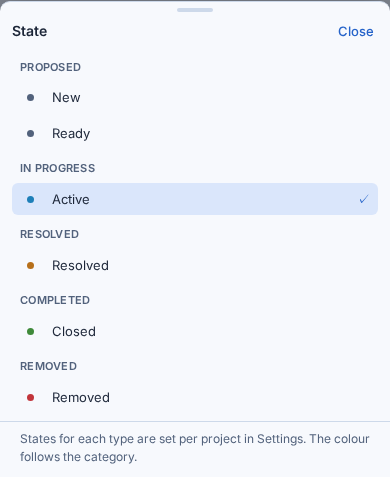 State
Close
PROPOSED
New
Ready
IN PROGRESS
Active ✓
RESOLVED
Resolved
COMPLETED
Closed
REMOVED
Removed
States for each type are set per project in Settings. The colour
follows the category.